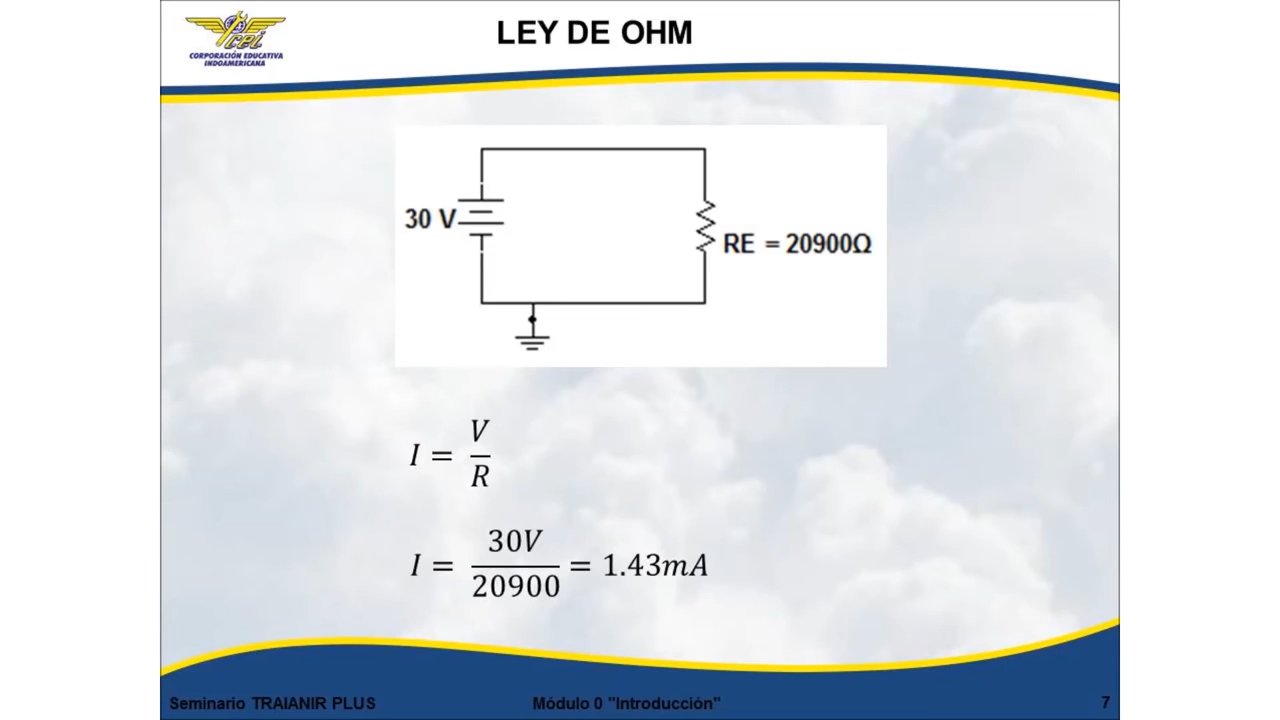 cei
CORPORACIÓN EDUCATIVA
INDOAMERICANA
LEY DE OHM
30 V
RE = 20900Ω
I = V/R
I = 30V/20900 = 1.43mA
Seminario TRAIANIR PLUS
Módulo 0 "Introducción"
7